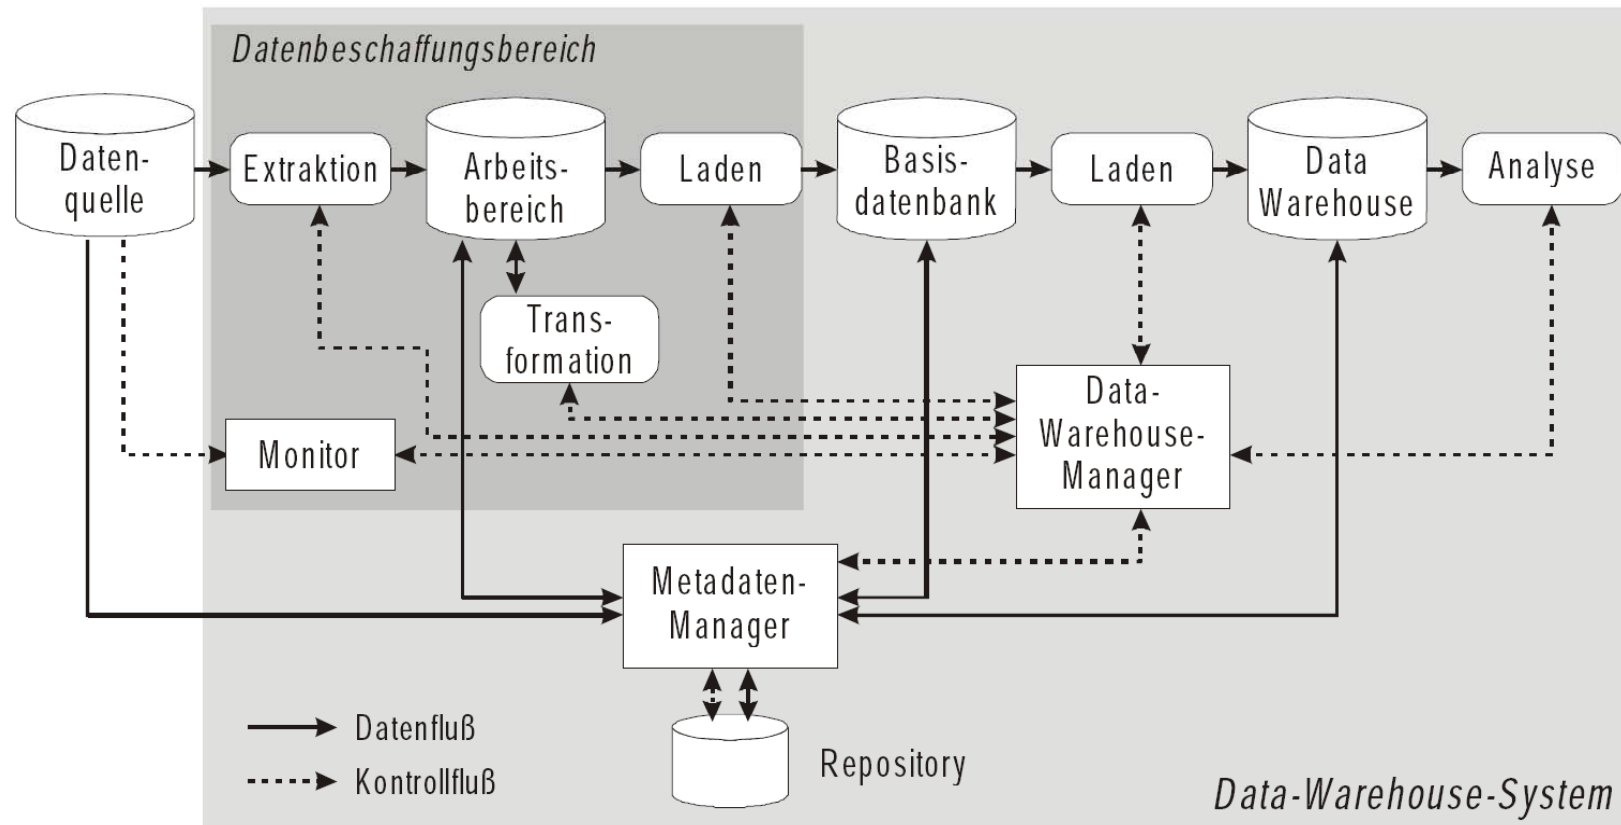 Datenbeschaffungsbereich
Daten-
quelle
Extraktion
Arbeits-
bereich
Laden
Basis-
datenbank
Laden
Data
Warehouse
Analyse
Trans-
formation
Monitor
Data-
Warehouse-
Manager
Metadaten-
Manager
Datenfluß
Kontrollfluß
Repository
Data-Warehouse-System